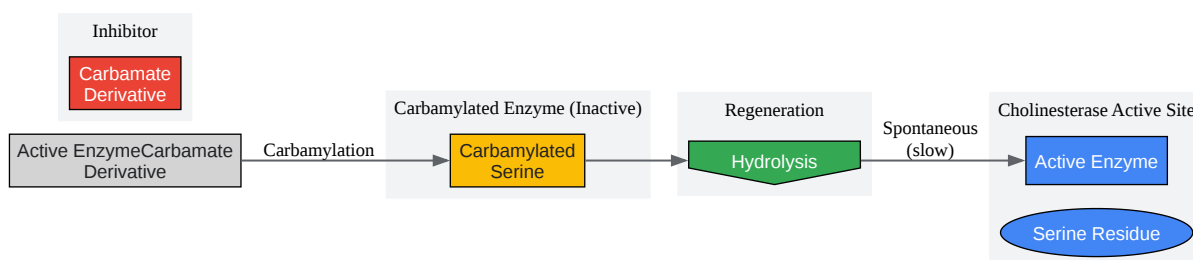 Inhibitor
Carbamate
Derivative
Active EnzymeCarbamate
Derivative
Carbamylation
Carbamylated Enzyme (Inactive)
Carbamylated
Serine
Regeneration
Hydrolysis
Spontaneous
(slow)
Cholinesterase Active Site
Active Enzyme
Serine Residue